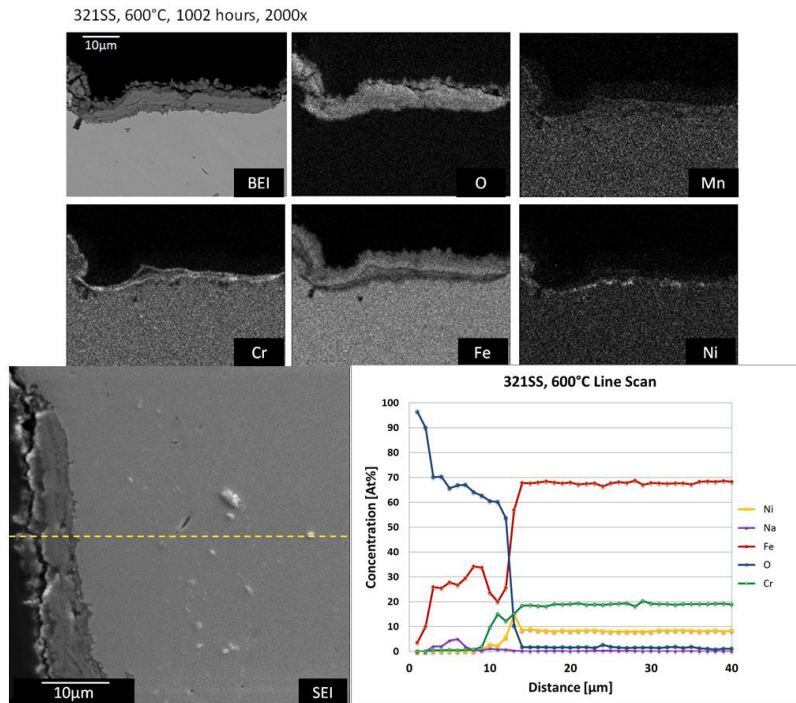 321SS, 600°C, 1002 hours, 2000x
10μm
BEI
O
Mn
Cr
Fe
Ni
10μm
SEI
321SS, 600°C Line Scan
Concentration [At%]
100
90
80
70
60
50
40
30
20
10
0
0
10
20
30
40
Distance [μm]
Ni
Na
Fe
O
Cr